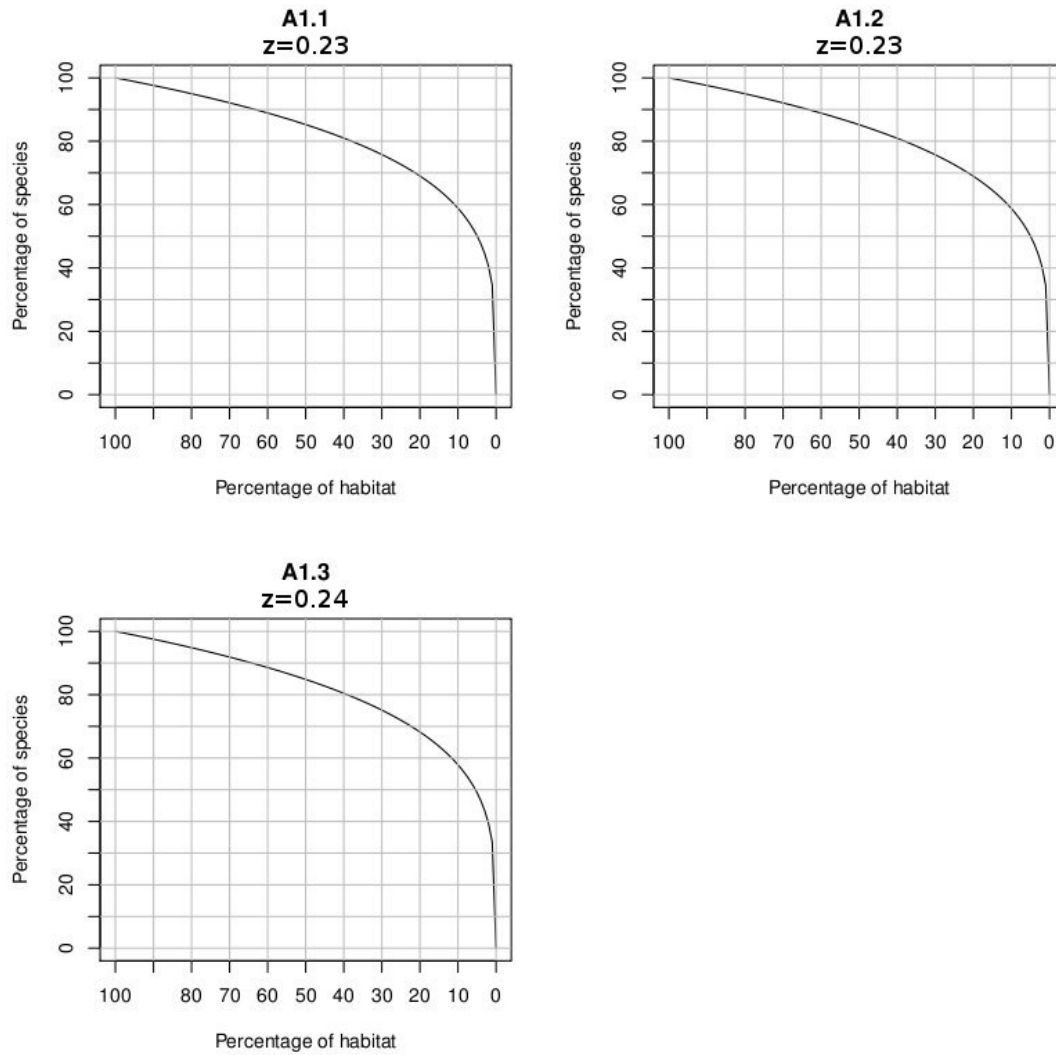 A1.1
z=0.23
100
80
60
40
20
0
Percentage of species
100 80 70 60 50 40 30 20 10 0
Percentage of habitat
A1.2
z=0.23
100
80
60
40
20
0
Percentage of species
100 80 70 60 50 40 30 20 10 0
Percentage of habitat
A1.3
z=0.24
100
80
60
40
20
0
Percentage of species
100 80 70 60 50 40 30 20 10 0
Percentage of habitat